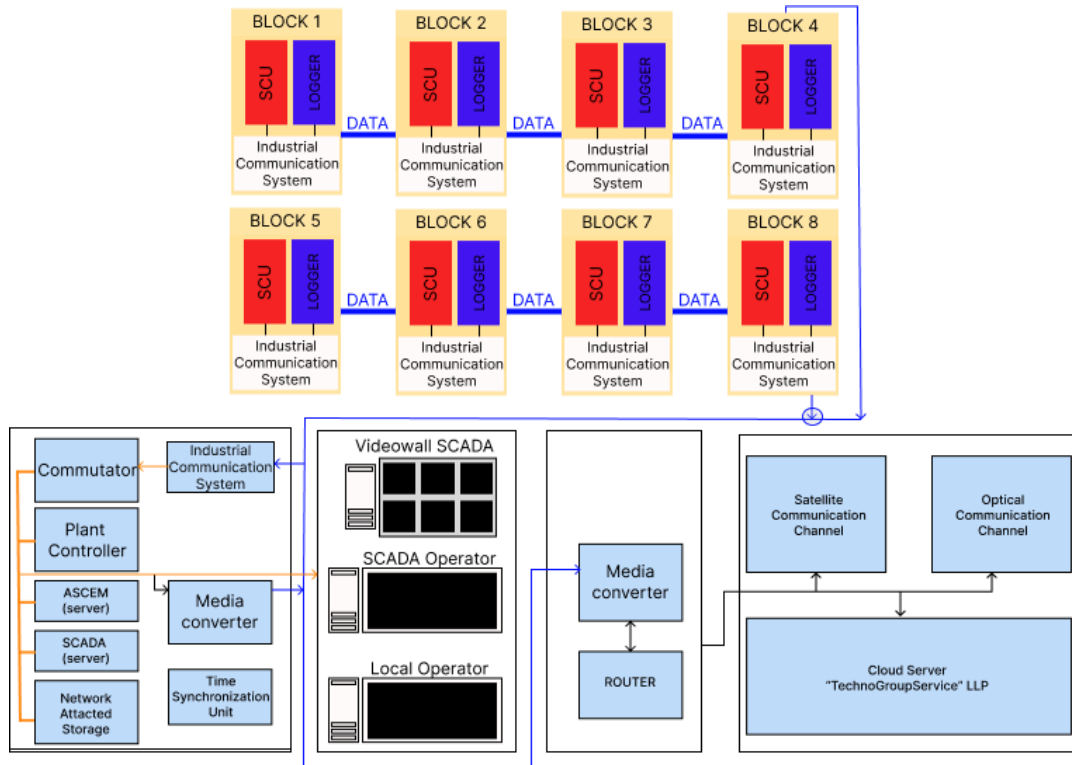 BLOCK 1
SCU
LOGGER
Industrial
Communication
System
DATA
BLOCK 2
SCU
LOGGER
Industrial
Communication
System
DATA
BLOCK 3
SCU
LOGGER
Industrial
Communication
System
DATA
BLOCK 4
SCU
LOGGER
Industrial
Communication
System
BLOCK 5
SCU
LOGGER
Industrial
Communication
System
DATA
BLOCK 6
SCU
LOGGER
Industrial
Communication
System
DATA
BLOCK 7
SCU
LOGGER
Industrial
Communication
System
DATA
BLOCK 8
SCU
LOGGER
Industrial
Communication
System
Commutator
Industrial
Communication
System
Plant
Controller
ASCEM
(server)
Media
converter
SCADA
(server)
Time
Synchronization
Unit
Network
Attacted
Storage
Videowall SCADA
SCADA Operator
Local Operator
Media
converter
ROUTER
Satellite
Communication
Channel
Optical
Communication
Channel
Cloud Server
"TechnoGroupService" LLP